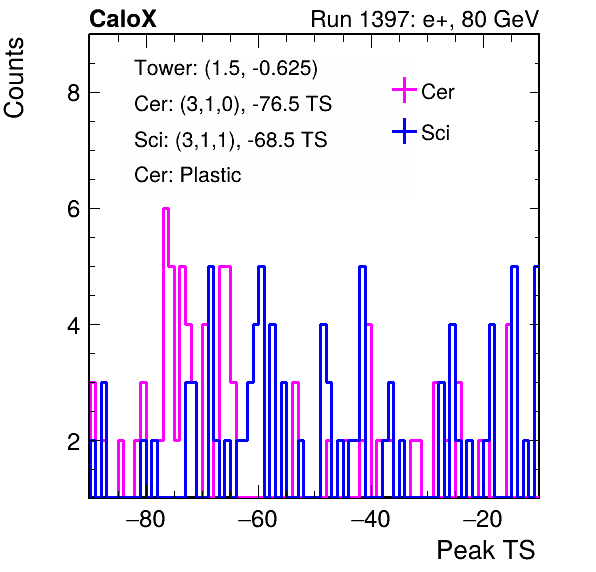 CaloX Run 1397: e+, 80 GeV
Counts
Tower: (1.5, -0.625)
Cer: (3,1,0), -76.5 TS
Sci: (3,1,1), -68.5 TS
Cer: Plastic
Cer
Sci
8
6
4
2
−80 −60 −40 −20
Peak TS